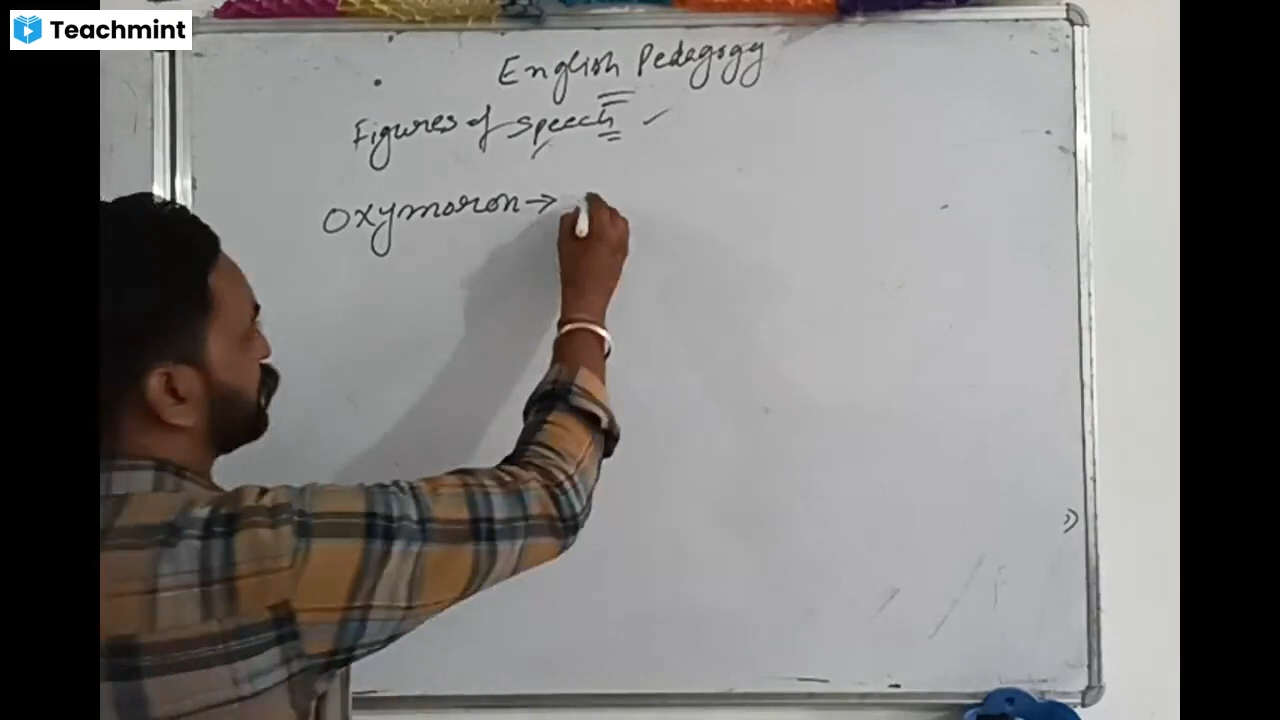 Teachmint
English Pedagogy
Figures of speech
Oxymoron →